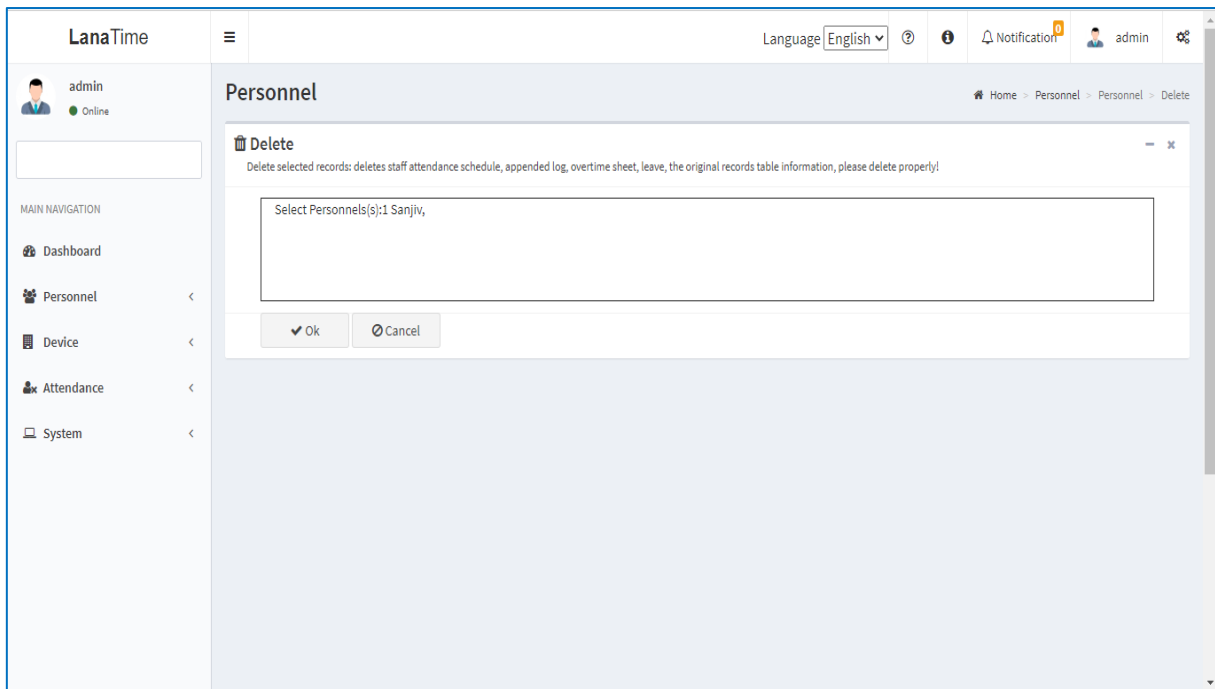 LanaTime
Language English
Notification 0
admin
admin
Online
Personnel
Home > Personnel > Personnel > Delete
Delete
Delete selected records: deletes staff attendance schedule, appended log, overtime sheet, leave, the original records table information, please delete properly!
MAIN NAVIGATION
Select Personnels(s):1 Sanjiv,
Dashboard
Personnel
Device
Attendance
System
Ok
Cancel